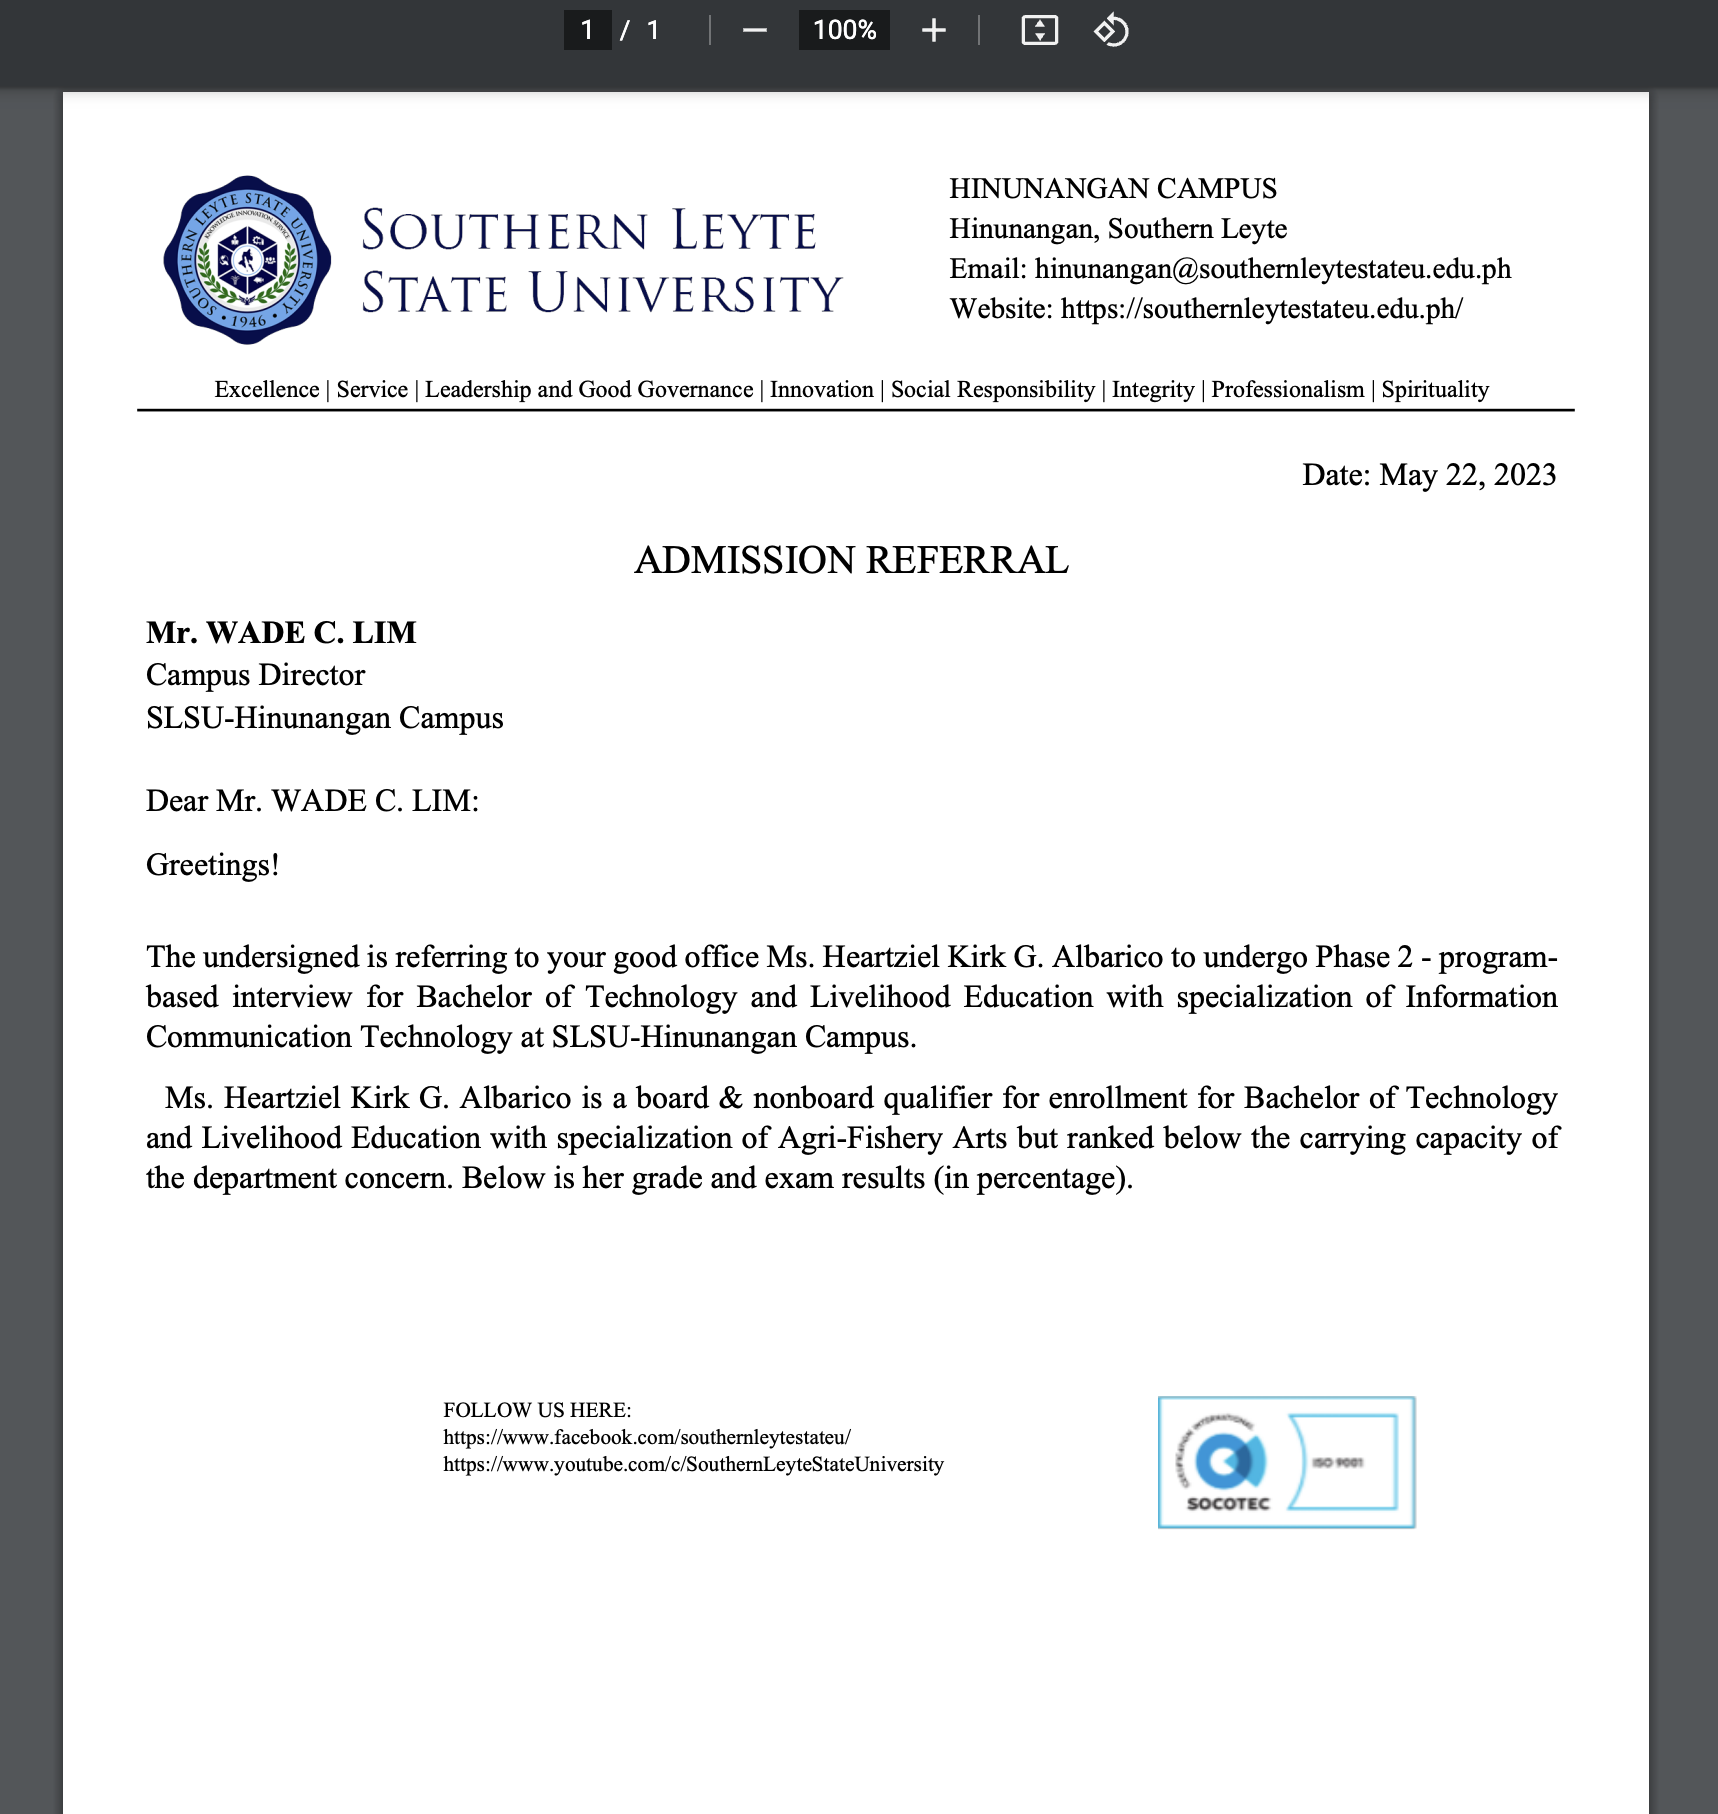 1 / 1
100%
SOUTHERN LEYTE STATE UNIVERSITY
KNOWLEDGE INNOVATION SERVICE
• 1946 •
SOUTHERN LEYTE
STATE UNIVERSITY
HINUNANGAN CAMPUS
Hinunangan, Southern Leyte
Email: hinunangan@southernleytestateu.edu.ph
Website: https://southernleytestateu.edu.ph/
Excellence | Service | Leadership and Good Governance | Innovation | Social Responsibility | Integrity | Professionalism | Spirituality
Date: May 22, 2023
ADMISSION REFERRAL
Mr. WADE C. LIM
Campus Director
SLSU-Hinunangan Campus
Dear Mr. WADE C. LIM:
Greetings!
The undersigned is referring to your good office Ms. Heartziel Kirk G. Albarico to undergo Phase 2 - program-
based interview for Bachelor of Technology and Livelihood Education with specialization of Information
Communication Technology at SLSU-Hinunangan Campus.
Ms. Heartziel Kirk G. Albarico is a board & nonboard qualifier for enrollment for Bachelor of Technology
and Livelihood Education with specialization of Agri-Fishery Arts but ranked below the carrying capacity of
the department concern. Below is her grade and exam results (in percentage).
FOLLOW US HERE:
https://www.facebook.com/southernleytestateu/
https://www.youtube.com/c/SouthernLeyteStateUniversity
CERTIFICATION INTERNATIONAL
SOCOTEC
ISO 9001